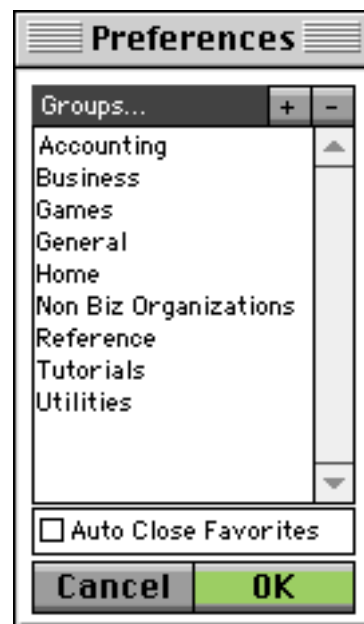 Preferences
Groups... + -
Accounting
Business
Games
General
Home
Non Biz Organizations
Reference
Tutorials
Utilities
Auto Close Favorites
Cancel OK